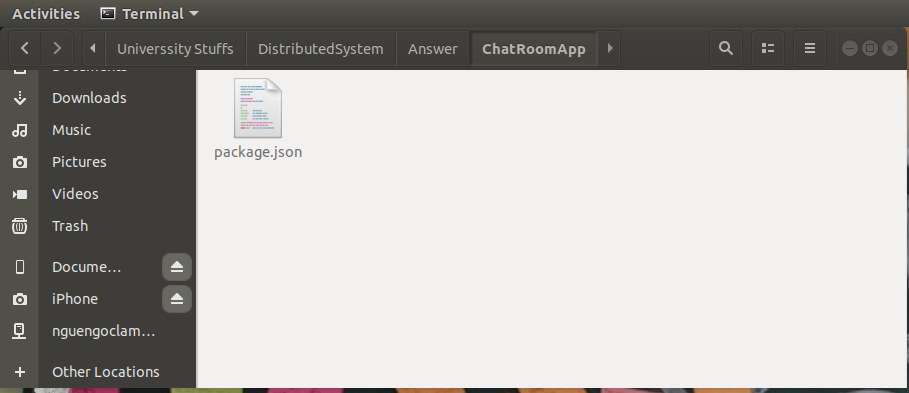 Activities Terminal
Universsity Stuffs DistributedSystem Answer ChatRoomApp
Documents
Downloads
Music
Pictures
Videos
Trash
Docume…
iPhone
nguengoclam…
Other Locations
package.json